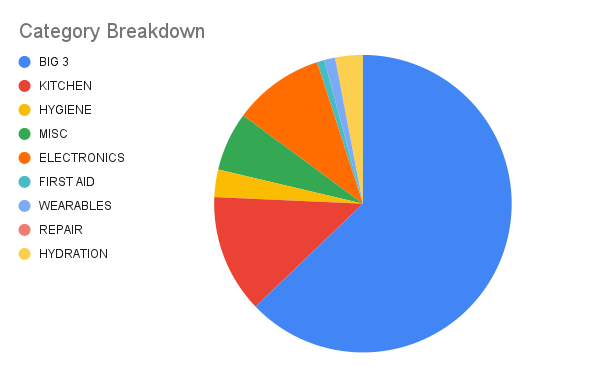 Category Breakdown
BIG 3
KITCHEN
HYGIENE
MISC
ELECTRONICS
FIRST AID
WEARABLES
REPAIR
HYDRATION